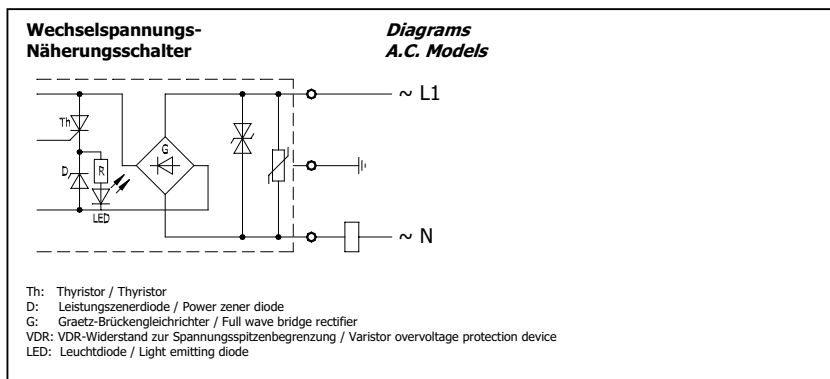 Wechselspannungs-
Näherungsschalter
Diagrams
A.C. Models
~ L1
Th
G
D
R
LED
~ N
Th: Thyristor / Thyristor
D: Leistungszenerdiode / Power zener diode
G: Graetz-Brückengleichrichter / Full wave bridge rectifier
VDR: VDR-Widerstand zur Spannungsspitzenbegrenzung / Varistor overvoltage protection device
LED: Leuchtdiode / Light emitting diode